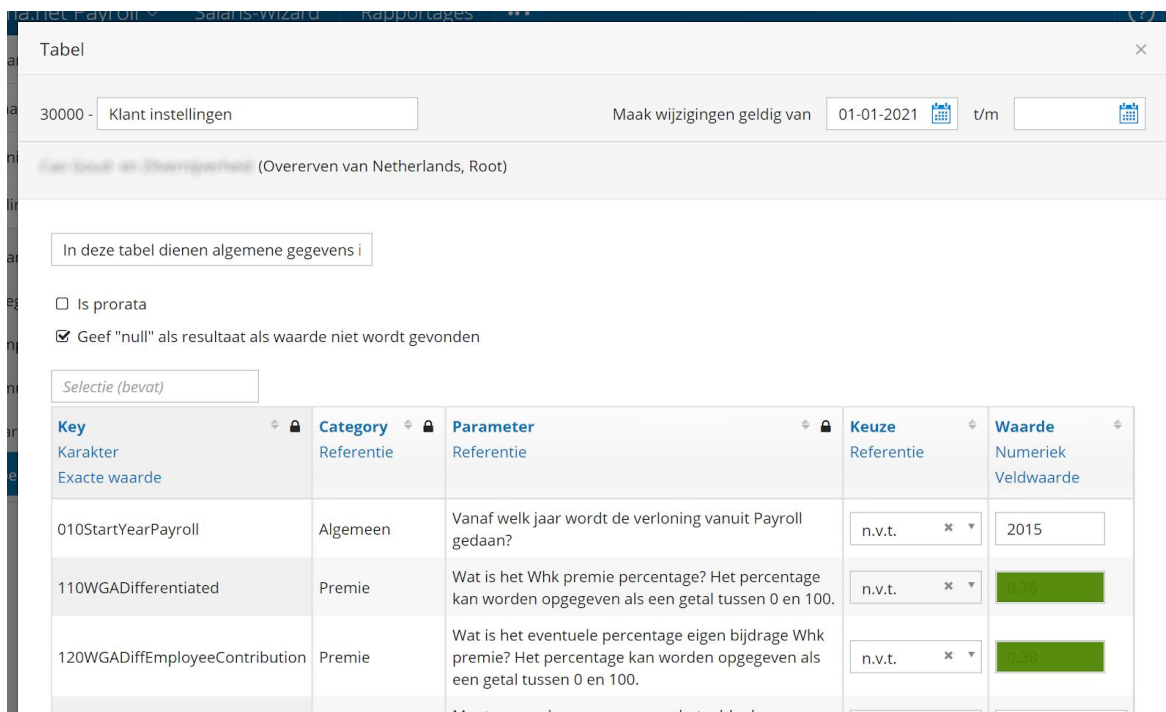 Salaris-Wizard
Rapportages
Tabel
30000 - Klant instellingen Maak wijzigingen geldig van 01-01-2021 t/m
(Overerven van Netherlands, Root)
In deze tabel dienen algemene gegevens i
Is prorata
Geef "null" als resultaat als waarde niet wordt gevonden
Selectie (bevat)
Key Category Parameter Keuze Waarde
Karakter Referentie Referentie Referentie Numeriek
Exacte waarde Veldwaarde
010StartYearPayroll Algemeen Vanaf welk jaar wordt de verloning vanuit Payroll
gedaan? n.v.t. 2015
110WGADifferentiated Premie Wat is het Whk premie percentage? Het percentage
kan worden opgegeven als een getal tussen 0 en 100. n.v.t. 0.76
120WGADiffEmployeeContribution Premie Wat is het eventuele percentage eigen bijdrage Whk
premie? Het percentage kan worden opgegeven als
een getal tussen 0 en 100. n.v.t. 0.38